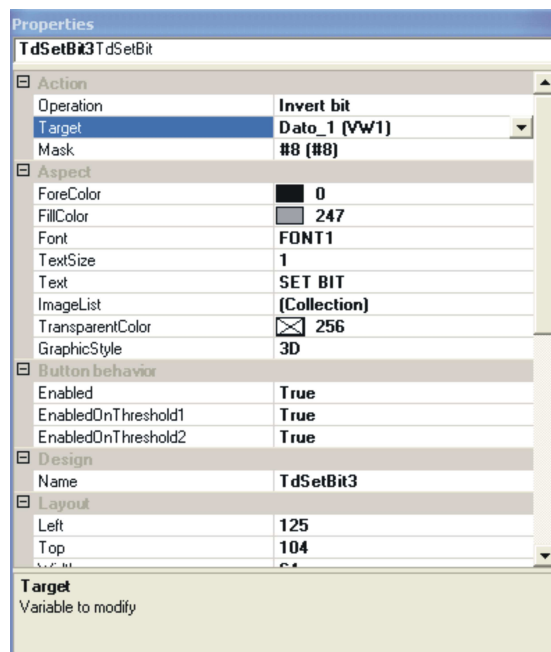 Properties
TdSetBit3TdSetBit
Action
Operation Invert bit
Target Dato_1 (VW1)
Mask #8 (#8)
Aspect
ForeColor 0
FillColor 247
Font FONT1
TextSize 1
Text SET BIT
ImageList (Collection)
TransparentColor 256
GraphicStyle 3D
Button behavior
Enabled True
EnabledOnThreshold1 True
EnabledOnThreshold2 True
Design
Name TdSetBit3
Layout
Left 125
Top 104
Target
Variable to modify